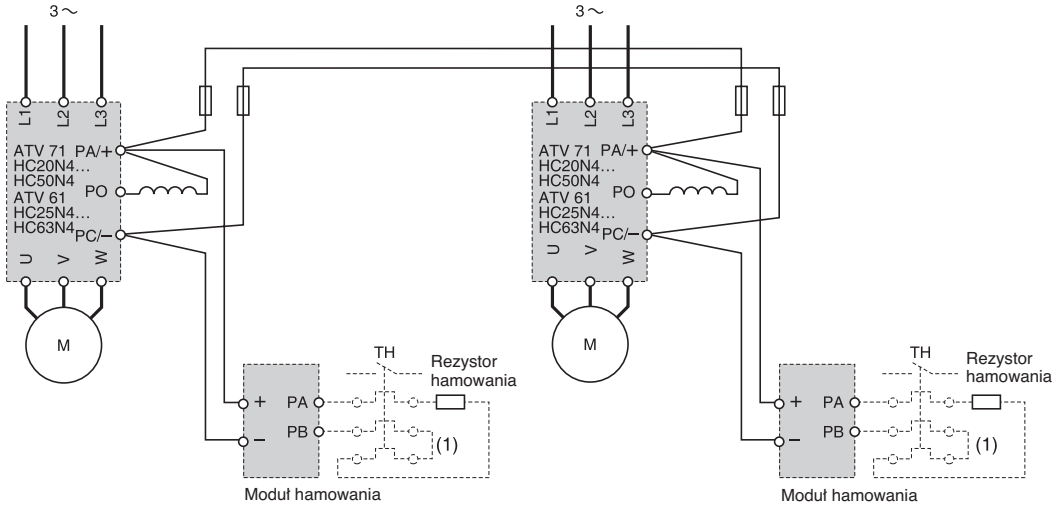 3～
L1 L2 L3
ATV 71 PA/+
HC20N4...
HC50N4
PO
ATV 61
HC25N4...
HC63N4 PC/−
U V W
M
+ PA
− PB
TH
Rezystor
hamowania
(1)
Moduł hamowania
3～
L1 L2 L3
ATV 71 PA/+
HC20N4...
HC50N4
PO
ATV 61
HC25N4...
HC63N4 PC/−
U V W
M
+ PA
− PB
TH
Rezystor
hamowania
(1)
Moduł hamowania